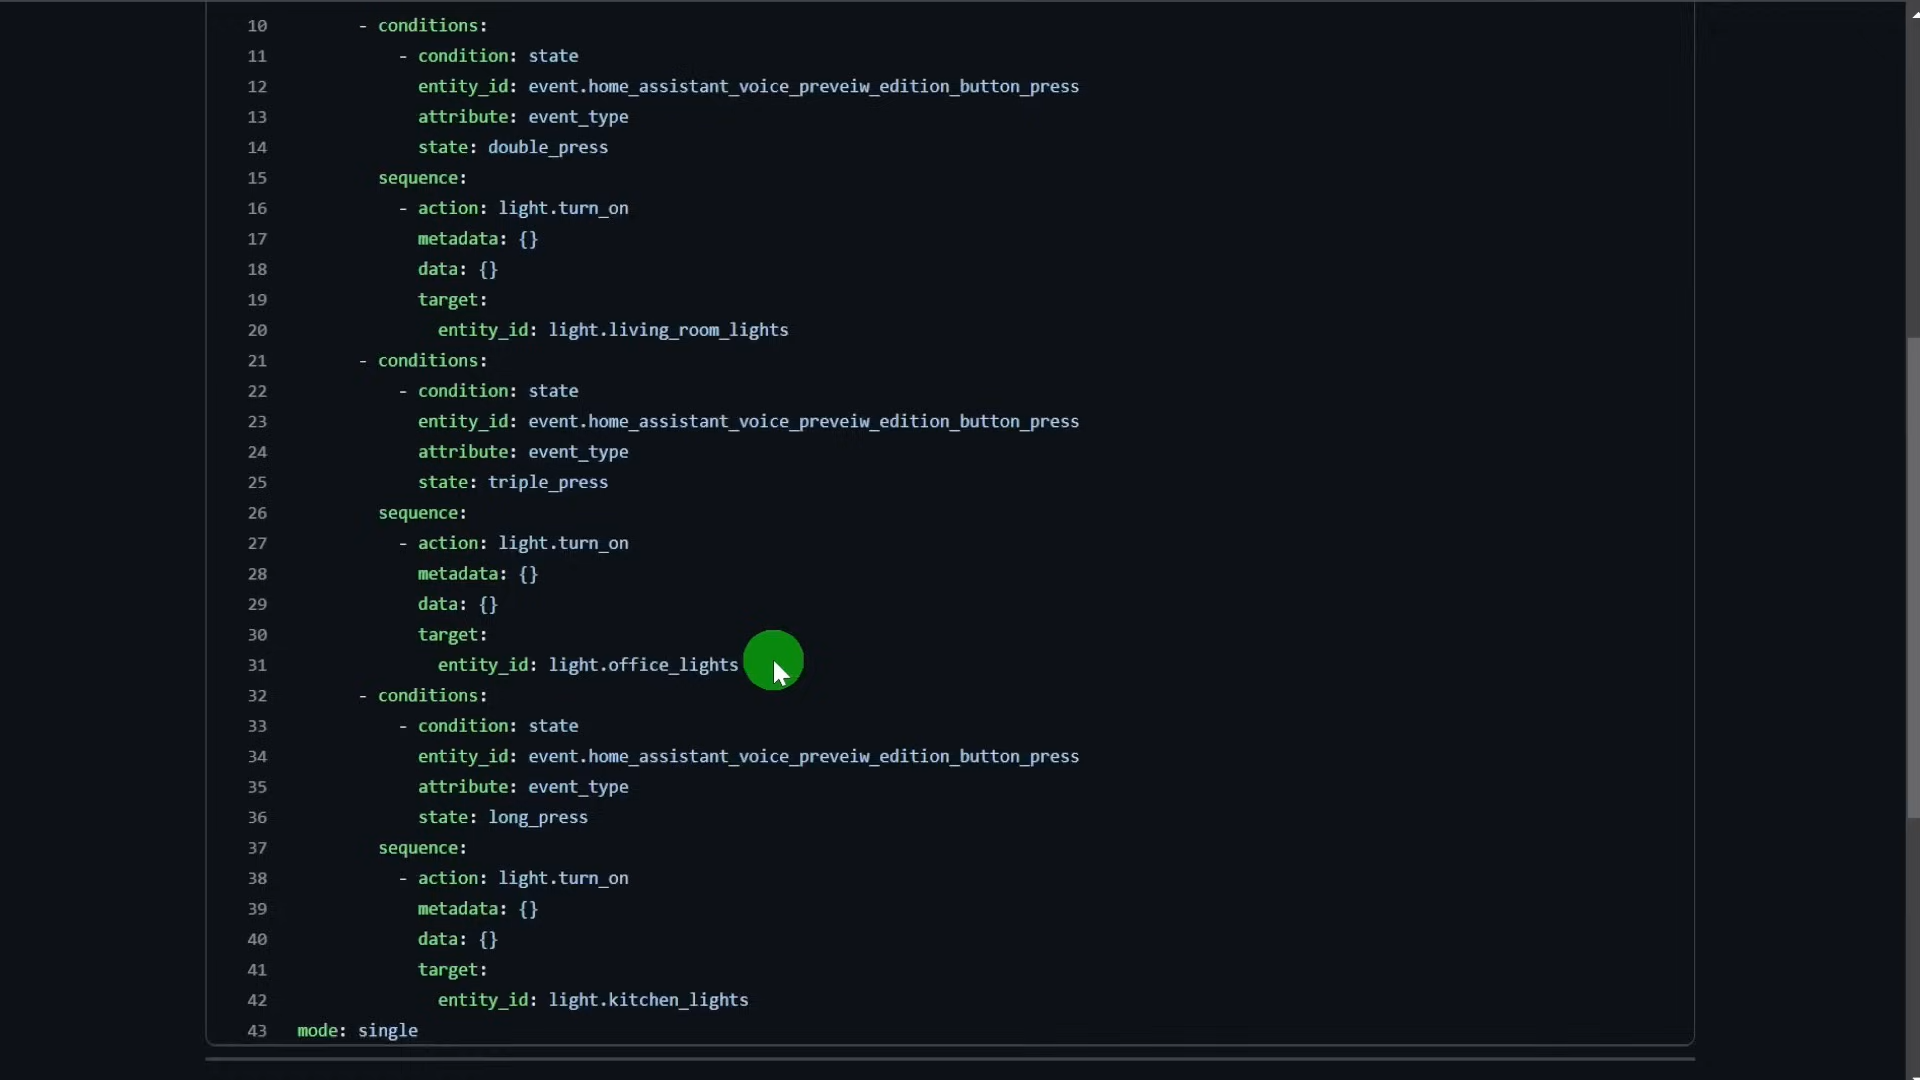 10 - conditions:
11 - condition: state
12 entity_id: event.home_assistant_voice_preveiw_edition_button_press
13 attribute: event_type
14 state: double_press
15 sequence:
16 - action: light.turn_on
17 metadata: {}
18 data: {}
19 target:
20 entity_id: light.living_room_lights
21 - conditions:
22 - condition: state
23 entity_id: event.home_assistant_voice_preveiw_edition_button_press
24 attribute: event_type
25 state: triple_press
26 sequence:
27 - action: light.turn_on
28 metadata: {}
29 data: {}
30 target:
31 entity_id: light.office_lights
32 - conditions:
33 - condition: state
34 entity_id: event.home_assistant_voice_preveiw_edition_button_press
35 attribute: event_type
36 state: long_press
37 sequence:
38 - action: light.turn_on
39 metadata: {}
40 data: {}
41 target:
42 entity_id: light.kitchen_lights
43 mode: single